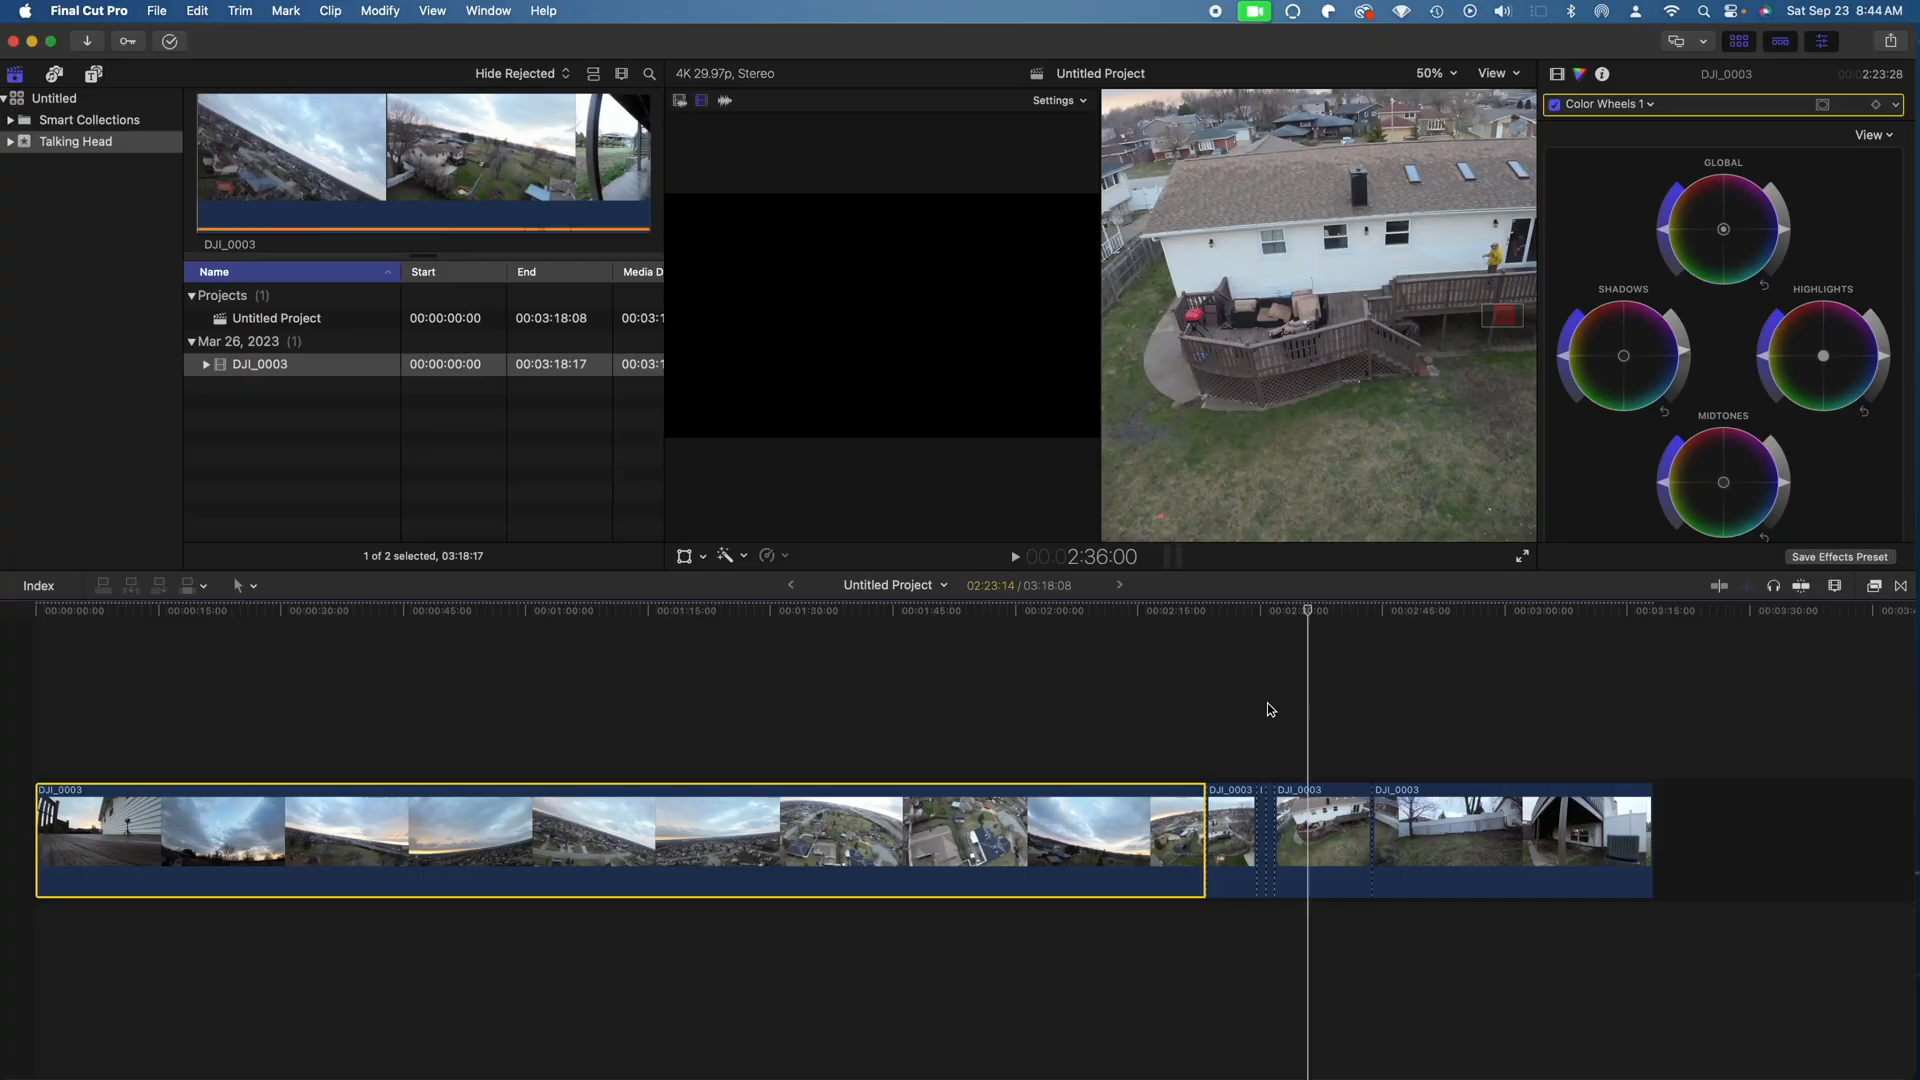 Final Cut Pro File Edit Trim Mark Clip Modify View Window Help
Sat Sep 23 8:44 AM
Hide Rejected
4K 29.97p, Stereo
Untitled Project
50%
View
DJI_0003
00:00:02:23:28
Untitled
Smart Collections
Talking Head
Settings
Color Wheels 1
View
GLOBAL
SHADOWS
HIGHLIGHTS
MIDTONES
DJI_0003
Name Start End Media D
Projects (1)
Untitled Project 00:00:00:00 00:03:18:08 00:03:1
Mar 26, 2023 (1)
DJI_0003 00:00:00:00 00:03:18:17 00:03:1
1 of 2 selected, 03:18:17
00:02:36:00
Save Effects Preset
Index
Untitled Project
02:23:14 / 03:18:08
00:00:00:00 00:00:15:00 00:00:30:00 00:00:45:00 00:01:00:00 00:01:15:00 00:01:30:00 00:01:45:00 00:02:00:00 00:02:15:00 00:02:45:00 00:03:00:00 00:03:15:00 00:03:30:00
DJI_0003 DJI_0003 DJI_0003 DJI_0003